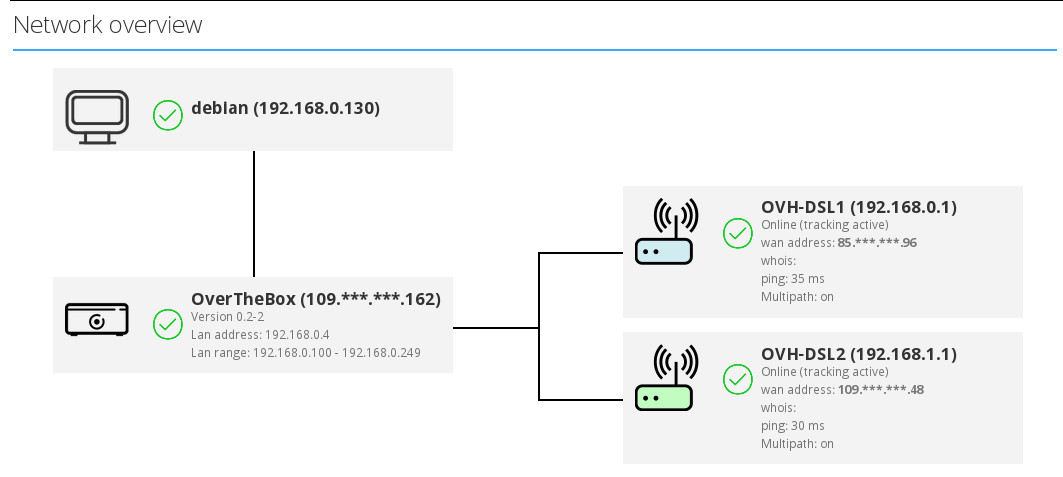 Network overview
debian (192.168.0.130)
OverTheBox (109.***.***.162)
Version 0.2-2
Lan address: 192.168.0.4
Lan range: 192.168.0.100 - 192.168.0.249
OVH-DSL1 (192.168.0.1)
Online (tracking active)
wan address: 85.***.***.96
whois:
ping: 35 ms
Multipath: on
OVH-DSL2 (192.168.1.1)
Online (tracking active)
wan address: 109.***.***.48
whois:
ping: 30 ms
Multipath: on